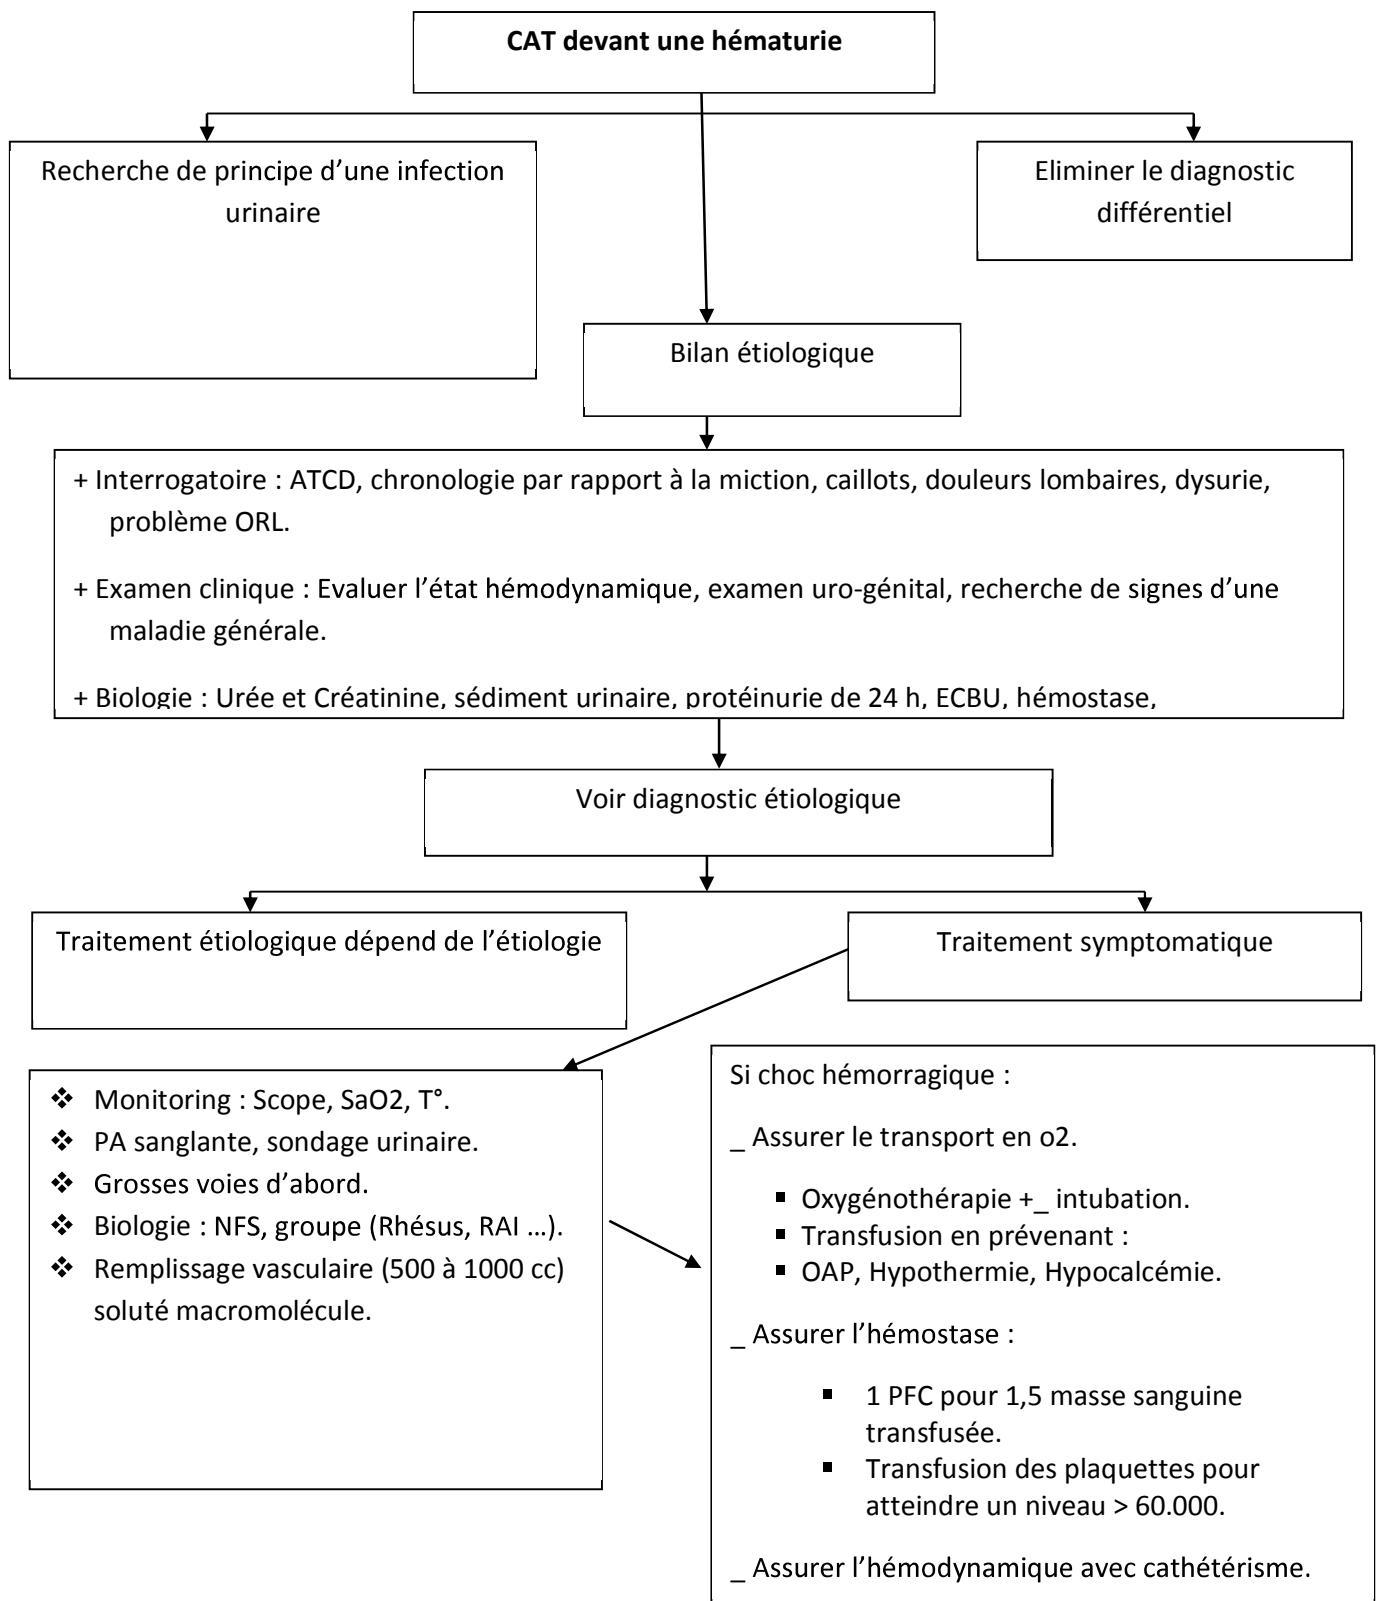 CAT devant une hématurie
Recherche de principe d’une infection
urinaire
Eliminer le diagnostic
différentiel
Bilan étiologique
+ Interrogatoire : ATCD, chronologie par rapport à la miction, caillots, douleurs lombaires, dysurie,
problème ORL.
+ Examen clinique : Evaluer l’état hémodynamique, examen uro-génital, recherche de signes d’une
maladie générale.
+ Biologie : Urée et Créatinine, sédiment urinaire, protéinurie de 24 h, ECBU, hémostase,
Voir diagnostic étiologique
Traitement étiologique dépend de l’étiologie
Traitement symptomatique
❖ Monitoring : Scope, SaO2, T°.
❖ PA sanglante, sondage urinaire.
❖ Grosses voies d’abord.
❖ Biologie : NFS, groupe (Rhésus, RAI …).
❖ Remplissage vasculaire (500 à 1000 cc)
soluté macromolécule.
Si choc hémorragique :
_ Assurer le transport en o2.
▪ Oxygénothérapie +_ intubation.
▪ Transfusion en prévenant :
▪ OAP, Hypothermie, Hypocalcémie.
_ Assurer l’hémostase :
▪ 1 PFC pour 1,5 masse sanguine
transfusée.
▪ Transfusion des plaquettes pour
atteindre un niveau > 60.000.
_ Assurer l’hémodynamique avec cathétérisme.